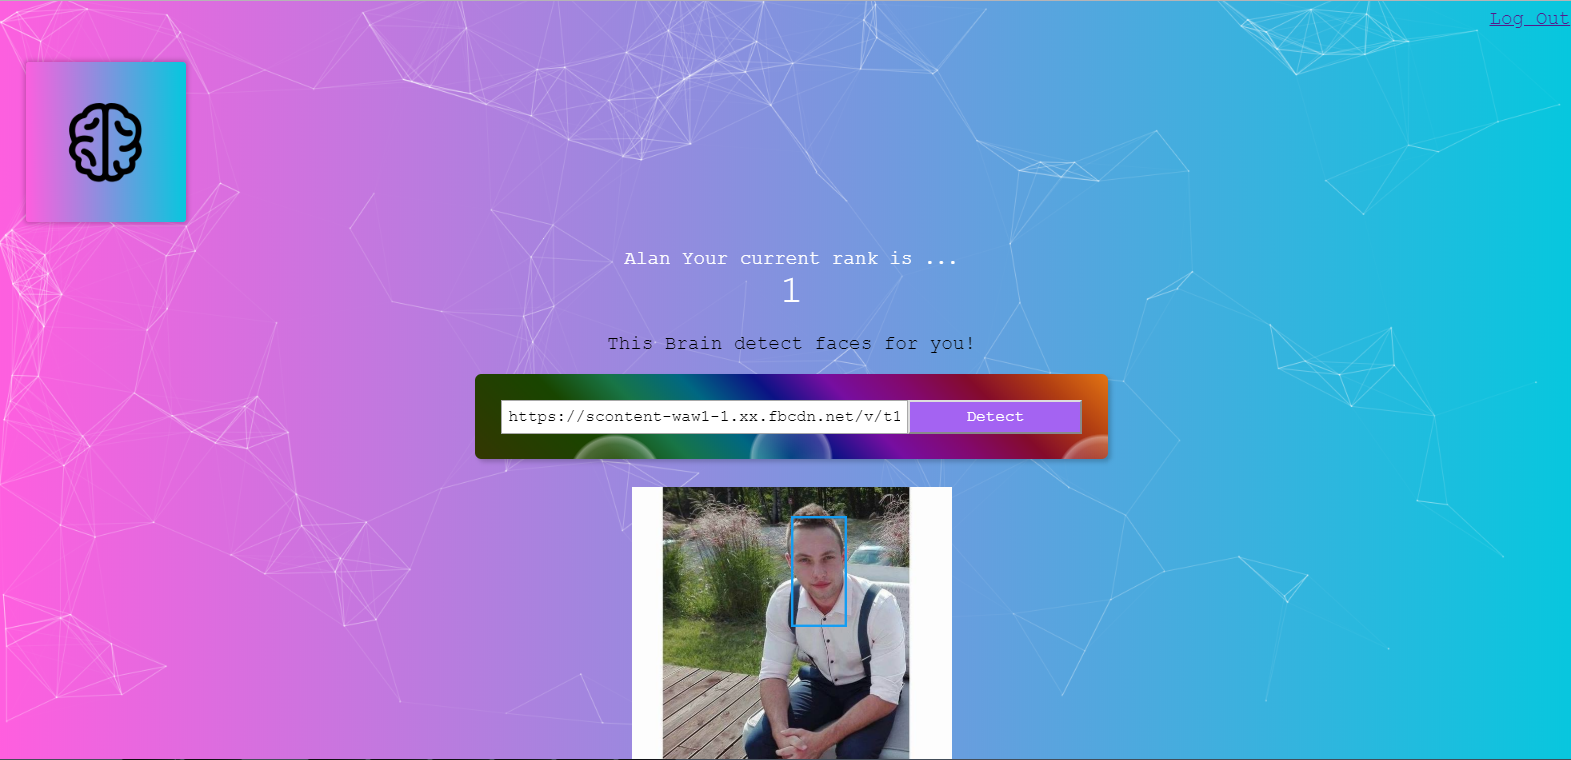 Log Out
Alan Your current rank is ...
1
This Brain detect faces for you!
https://scontent-waw1-1.xx.fbcdn.net/v/t1
Detect